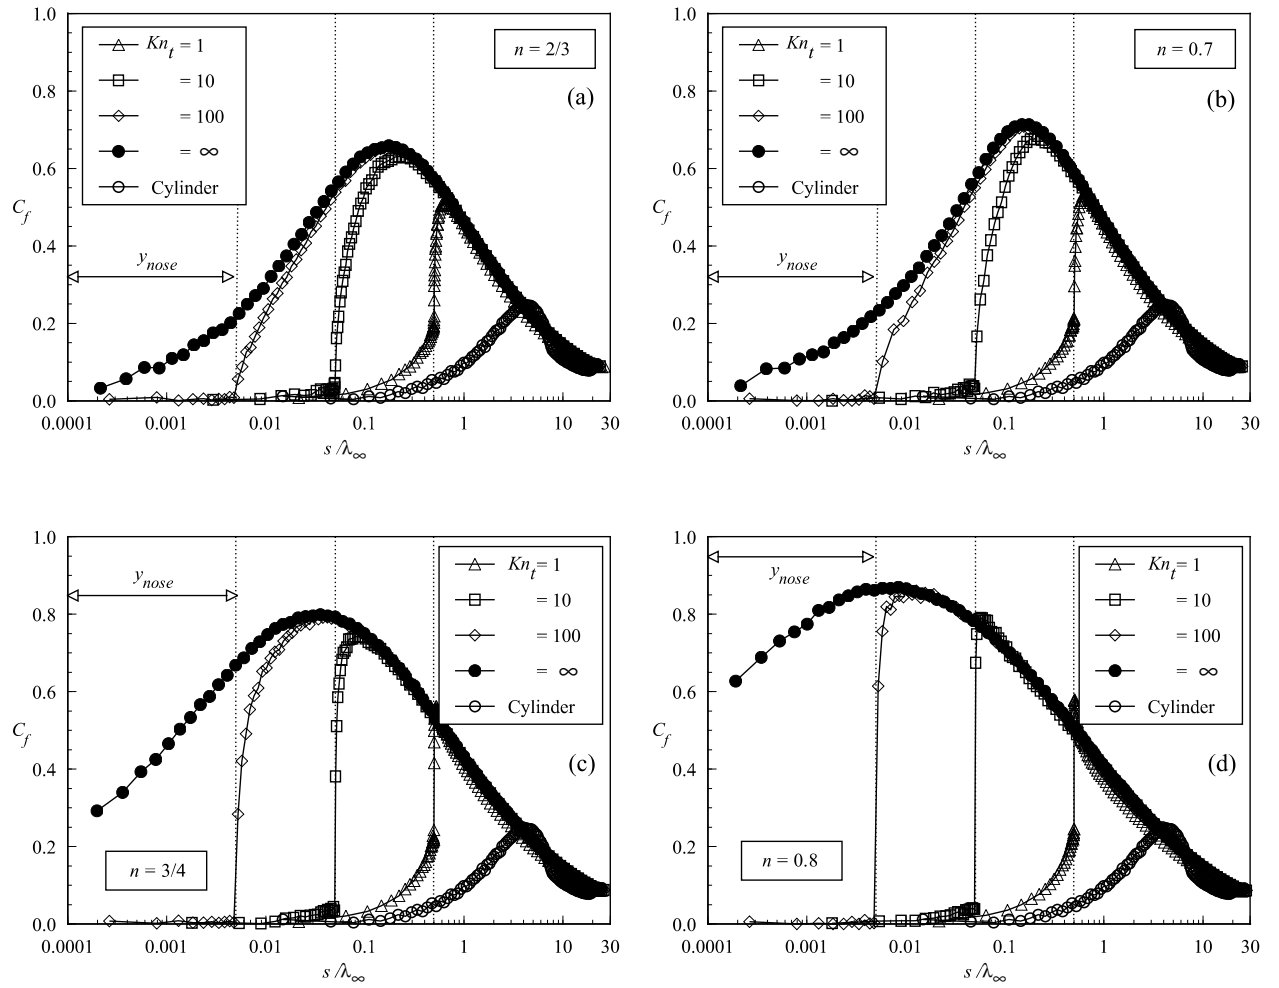 1.0
0.8
0.6
C_f
0.4
0.2
0.0
Kn_t = 1
= 10
= 100
= ∞
Cylinder
n = 2/3
(a)
y_nose
0.0001 0.001 0.01 0.1 1 10 30
s/λ_∞
1.0
0.8
0.6
C_f
0.4
0.2
0.0
Kn_t = 1
= 10
= 100
= ∞
Cylinder
n = 0.7
(b)
y_nose
0.0001 0.001 0.01 0.1 1 10 30
s/λ_∞
1.0
0.8
0.6
C_f
0.4
0.2
0.0
y_nose
Kn_t = 1
= 10
= 100
= ∞
Cylinder
(c)
n = 3/4
0.0001 0.001 0.01 0.1 1 10 30
s/λ_∞
1.0
0.8
0.6
C_f
0.4
0.2
0.0
y_nose
Kn_t = 1
= 10
= 100
= ∞
Cylinder
(d)
n = 0.8
0.0001 0.001 0.01 0.1 1 10 30
s/λ_∞